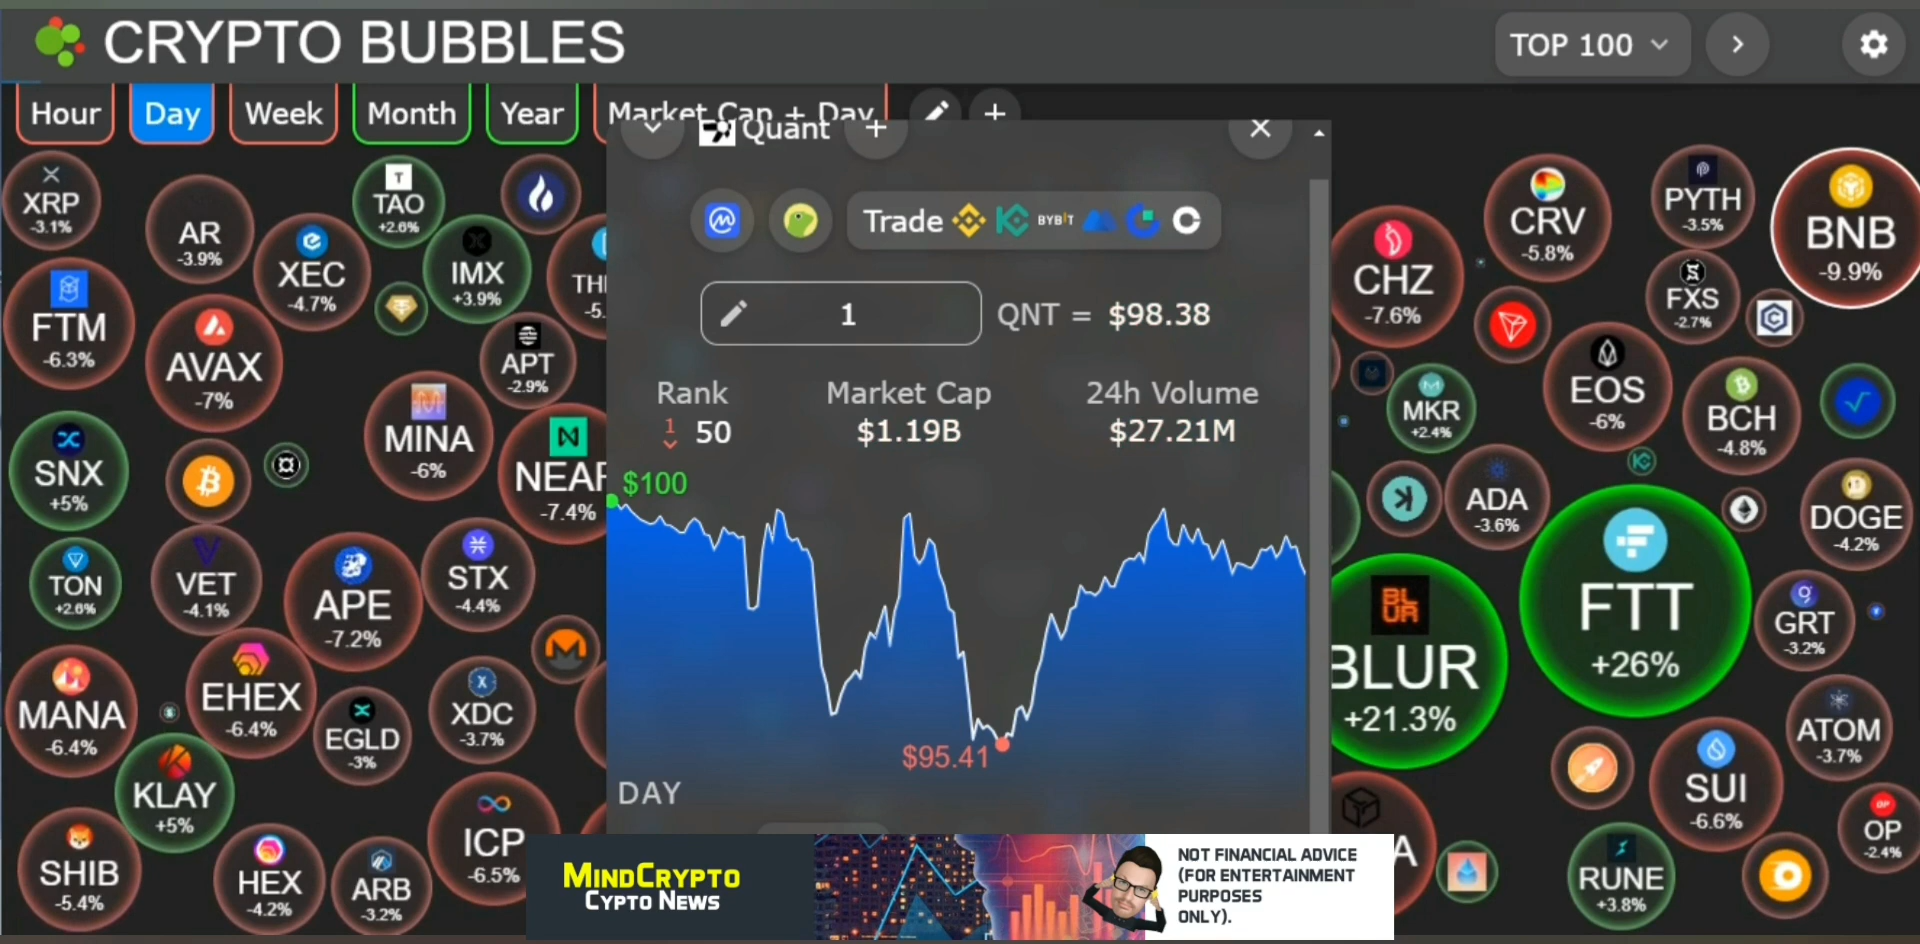 CRYPTO BUBBLES
TOP 100
Hour
Day
Week
Month
Year
Market Cap + Day
Quant
Trade
BYBIT
1
QNT = $98.38
Rank
Market Cap
24h Volume
1
50
$1.19B
$27.21M
$100
$95.41
DAY
XRP
-3.1%
AR
-3.9%
TAO
+2.6%
XEC
-4.7%
IMX
+3.9%
FTM
-6.3%
AVAX
-7%
APT
-2.9%
MINA
-6%
SNX
+5%
-7.4%
TON
+2.6%
VET
-4.1%
APE
-7.2%
STX
-4.4%
MANA
-6.4%
EHEX
-6.4%
EGLD
-3%
XDC
-3.7%
KLAY
+5%
ICP
-6.5%
SHIB
-5.4%
HEX
-4.2%
ARB
-3.2%
CHZ
-7.6%
CRV
-5.8%
PYTH
-3.5%
BNB
-9.9%
FXS
-2.7%
MKR
+2.4%
EOS
-6%
BCH
-4.8%
ADA
-3.6%
DOGE
-4.2%
BLUR
BLUR
+21.3%
FTT
+26%
GRT
-3.2%
ATOM
-3.7%
SUI
-6.6%
OP
OP
-2.4%
RUNE
+3.8%
MINDCRYPTO
CYPTO NEWS
NOT FINANCIAL ADVICE
(FOR ENTERTAINMENT
PURPOSES
ONLY).